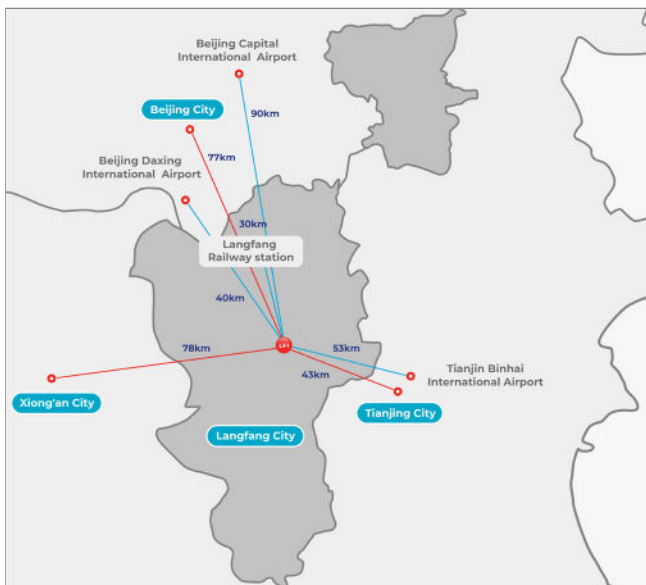 Beijing Capital
International Airport
Beijing City
90km
77km
Beijing Daxing
International Airport
30km
Langfang
Railway station
40km
78km
53km
43km
Tianjin Binhai
International Airport
Xiong'an City
Tianjing City
Langfang City